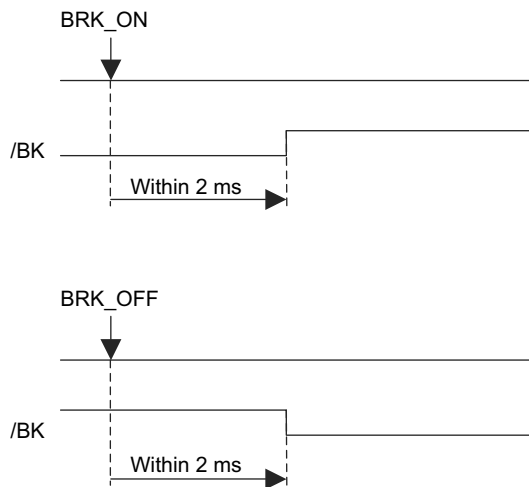 BRK_ON
/BK
Within 2 ms
BRK_OFF
/BK
Within 2 ms